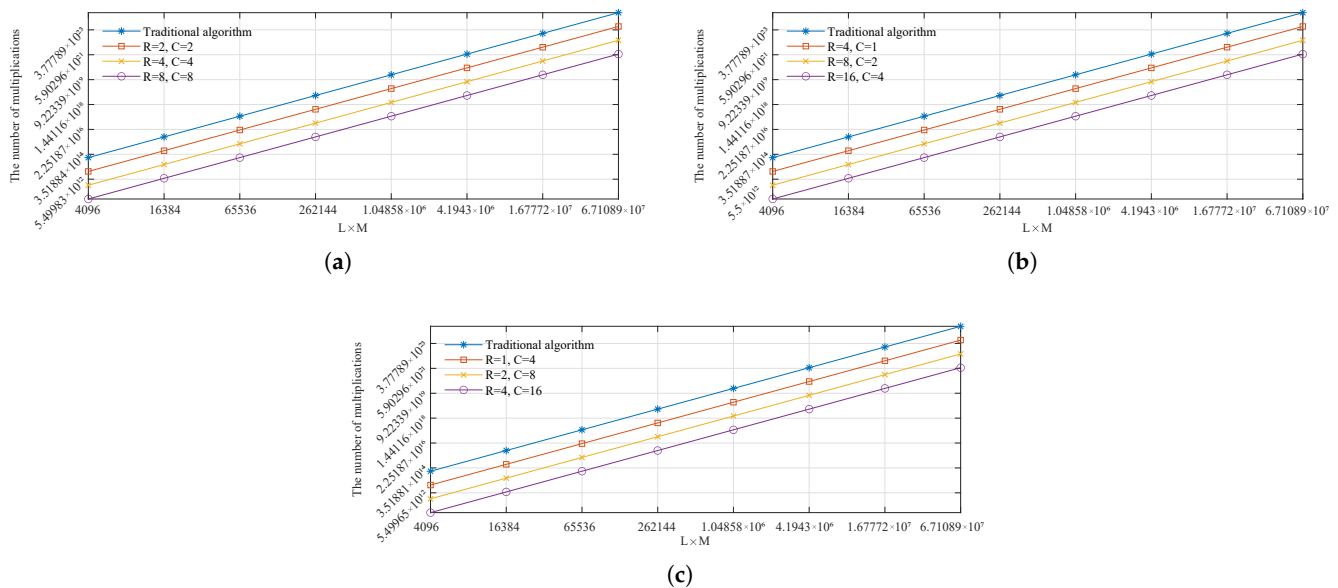 The number of multiplications
3.77789×10²³
5.90296×10²¹
9.22339×10¹⁹
1.44116×10¹⁸
2.25187×10¹⁶
3.51884×10¹⁴
5.49983×10¹²
Traditional algorithm
R=2, C=2
R=4, C=4
R=8, C=8
4096 16384 65536 262144 1.04858×10⁶ 4.1943×10⁶ 1.67772×10⁷ 6.71089×10⁷
L×M
(a)
The number of multiplications
3.77789×10²³
5.90296×10²¹
9.22339×10¹⁹
1.44116×10¹⁸
2.25187×10¹⁶
3.51887×10¹⁴
5.5×10¹²
Traditional algorithm
R=4, C=1
R=8, C=2
R=16, C=4
4096 16384 65536 262144 1.04858×10⁶ 4.1943×10⁶ 1.67772×10⁷ 6.71089×10⁷
L×M
(b)
The number of multiplications
3.77789×10²³
5.90296×10²¹
9.22339×10¹⁹
1.44116×10¹⁸
2.25187×10¹⁶
3.51881×10¹⁴
5.49965×10¹²
Traditional algorithm
R=1, C=4
R=2, C=8
R=4, C=16
4096 16384 65536 262144 1.04858×10⁶ 4.1943×10⁶ 1.67772×10⁷ 6.71089×10⁷
L×M
(c)